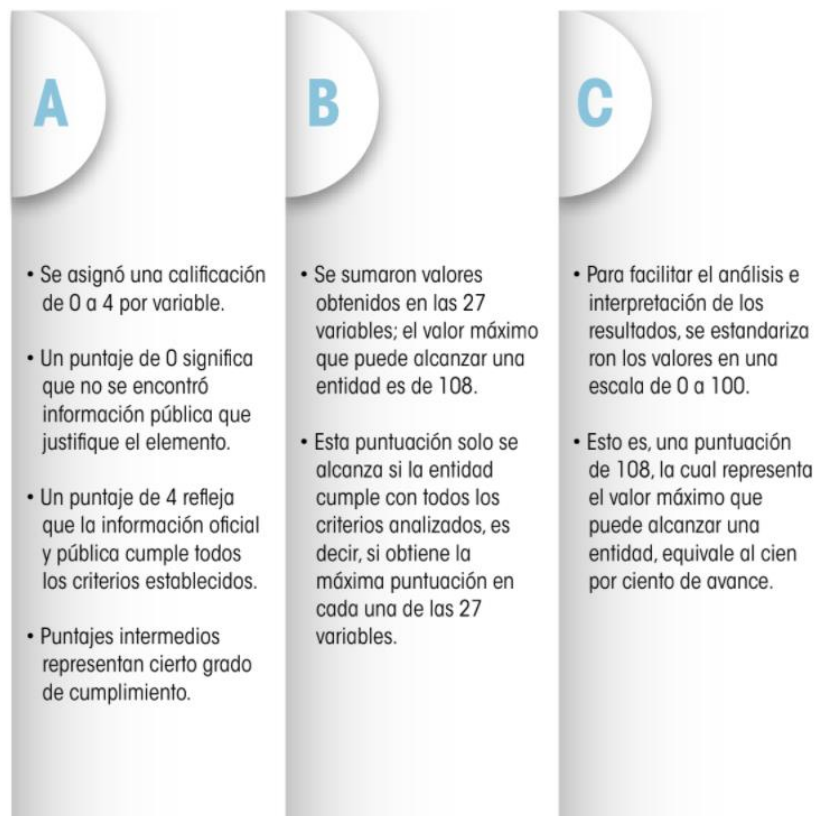 A
• Se asignó una calificación
de 0 a 4 por variable.
• Un puntaje de 0 significa
que no se encontró
información pública que
justifique el elemento.
• Un puntaje de 4 refleja
que la información oficial
y pública cumple todos
los criterios establecidos.
• Puntajes intermedios
representan cierto grado
de cumplimiento.
B
• Se sumaron valores
obtenidos en las 27
variables; el valor máximo
que puede alcanzar una
entidad es de 108.
• Esta puntuación solo se
alcanza si la entidad
cumple con todos los
criterios analizados, es
decir, si obtiene la
máxima puntuación en
cada una de las 27
variables.
C
• Para facilitar el análisis e
interpretación de los
resultados, se estandariza
ron los valores en una
escala de 0 a 100.
• Esto es, una puntuación
de 108, la cual representa
el valor máximo que
puede alcanzar una
entidad, equivale al cien
por ciento de avance.